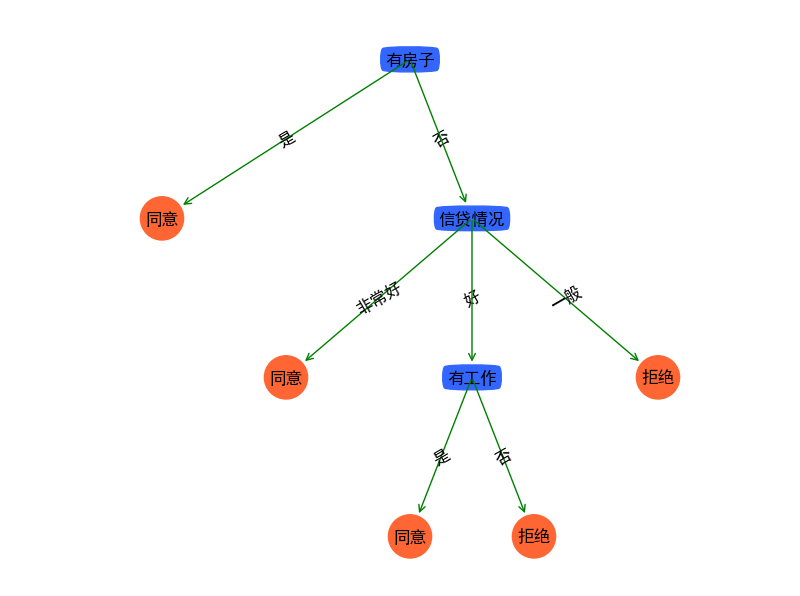 有房子
是
否
同意
信贷情况
非常好
好
一般
同意
有工作
拒绝
是
否
同意
拒绝